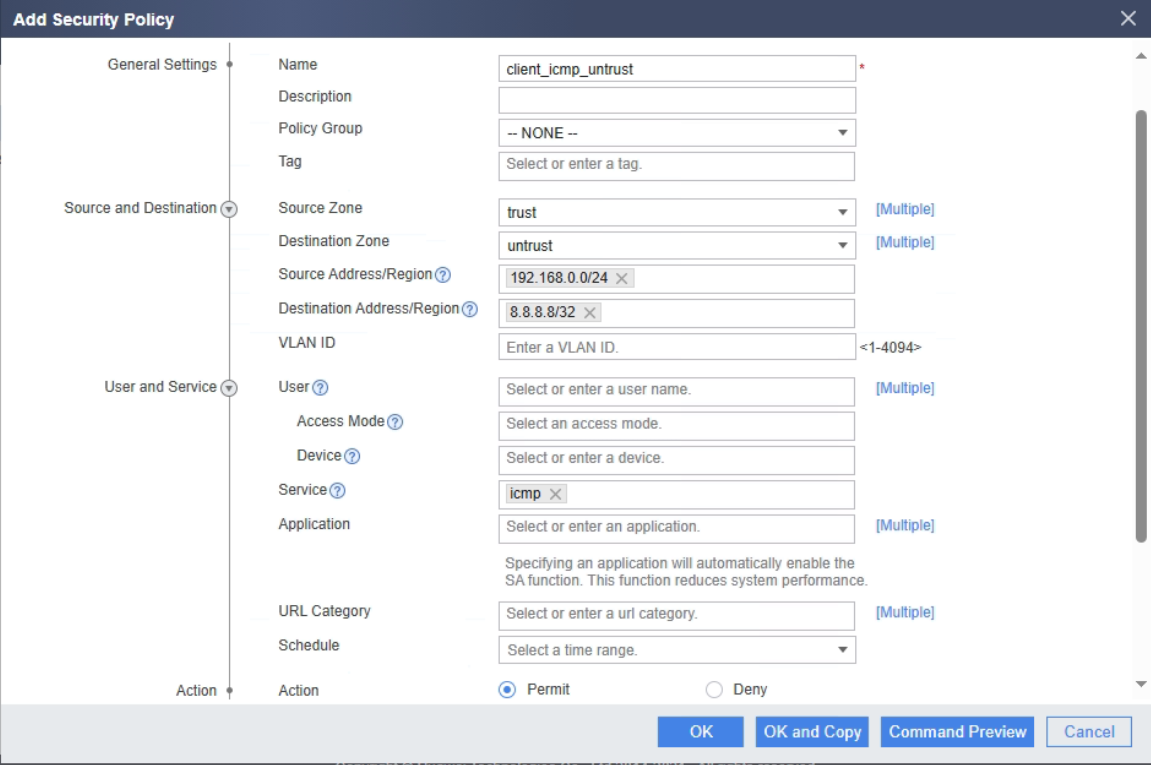 Add Security Policy
General Settings
Name
client_icmp_untrust
*
Description
Policy Group
-- NONE --
Tag
Select or enter a tag.
Source and Destination
Source Zone
trust
[Multiple]
Destination Zone
untrust
[Multiple]
Source Address/Region ?
192.168.0.0/24
Destination Address/Region ?
8.8.8.8/32
VLAN ID
Enter a VLAN ID.
<1-4094>
User and Service
User ?
Select or enter a user name.
[Multiple]
Access Mode ?
Select an access mode.
Device ?
Select or enter a device.
Service ?
icmp
Application
Select or enter an application.
[Multiple]
Specifying an application will automatically enable the
SA function. This function reduces system performance.
URL Category
Select or enter a url category.
[Multiple]
Schedule
Select a time range.
Action
Action
Permit
Deny
OK
OK and Copy
Command Preview
Cancel